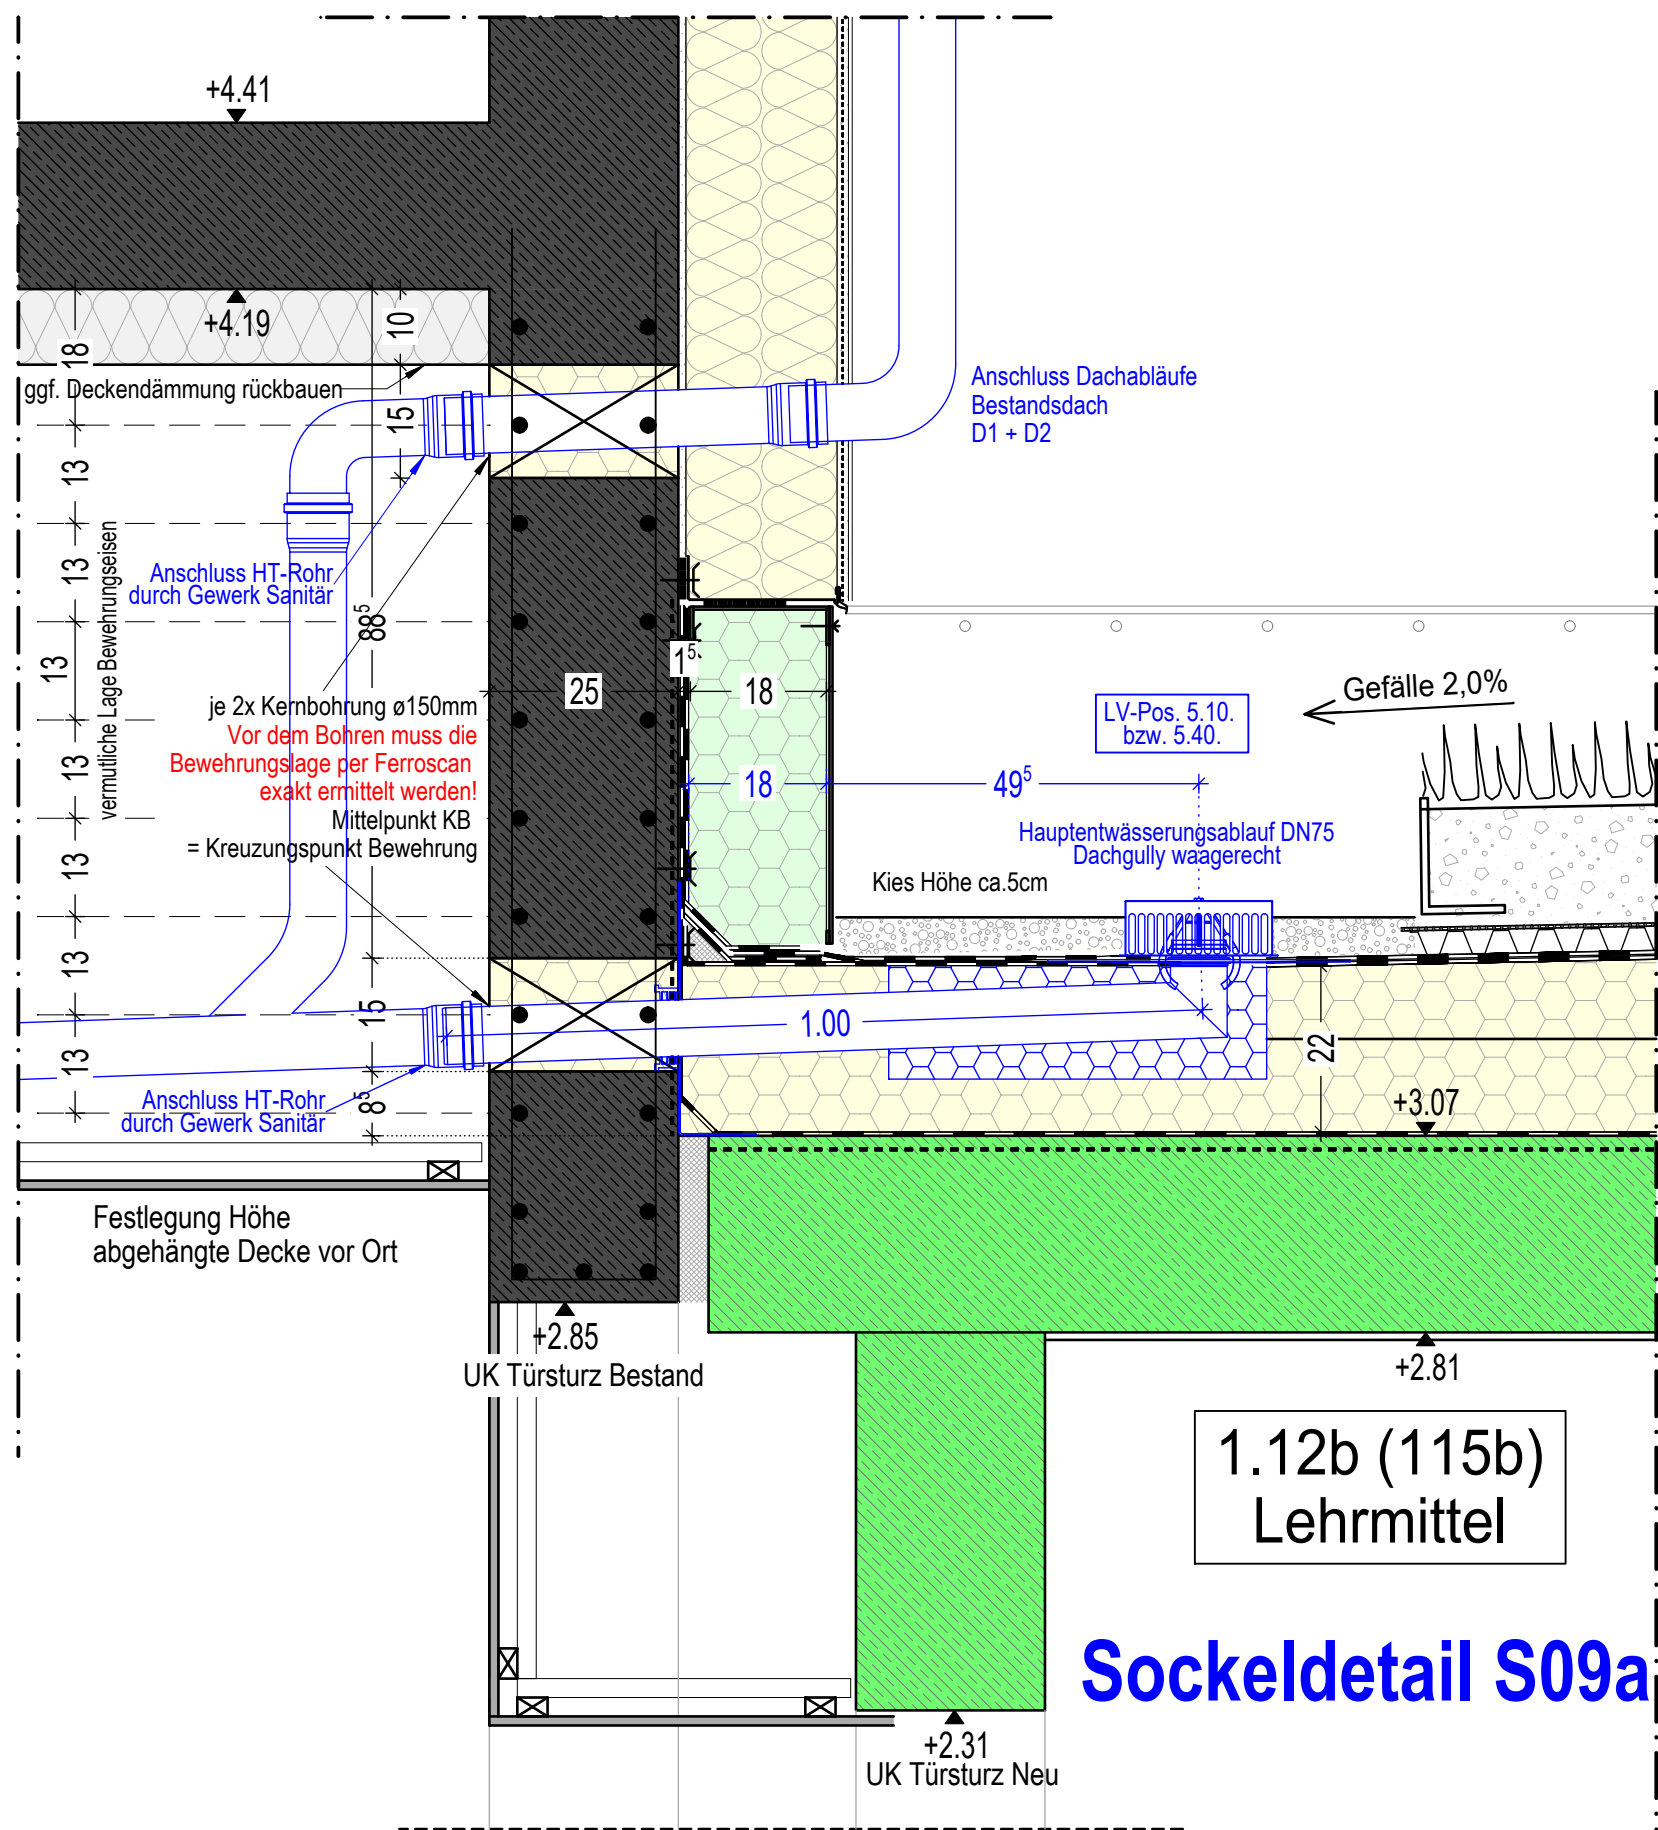 +4.41
+4.19
10
18
ggf. Deckendämmung rückbauen
15
Anschluss Dachabläufe
Bestandsdach
D1 + D2
13
13
13
13
13
13
13
13
vermutliche Lage Bewehrungseisen
Anschluss HT-Rohr
durch Gewerk Sanitär
88⁵
je 2x Kernbohrung ø150mm
Vor dem Bohren muss die
Bewehrungslage per Ferroscan
exakt ermittelt werden!
Mittelpunkt KB
= Kreuzungspunkt Bewehrung
25
1⁵
18
18
49⁵
Gefälle 2,0%
LV-Pos. 5.10.
bzw. 5.40.
Hauptentwässerungsablauf DN75
Dachgully waagerecht
Kies Höhe ca.5cm
15
1.00
22
8⁵
+3.07
Anschluss HT-Rohr
durch Gewerk Sanitär
Festlegung Höhe
abgehängte Decke vor Ort
+2.85
UK Türsturz Bestand
+2.81
1.12b (115b)
Lehrmittel
Sockeldetail S09a
+2.31
UK Türsturz Neu